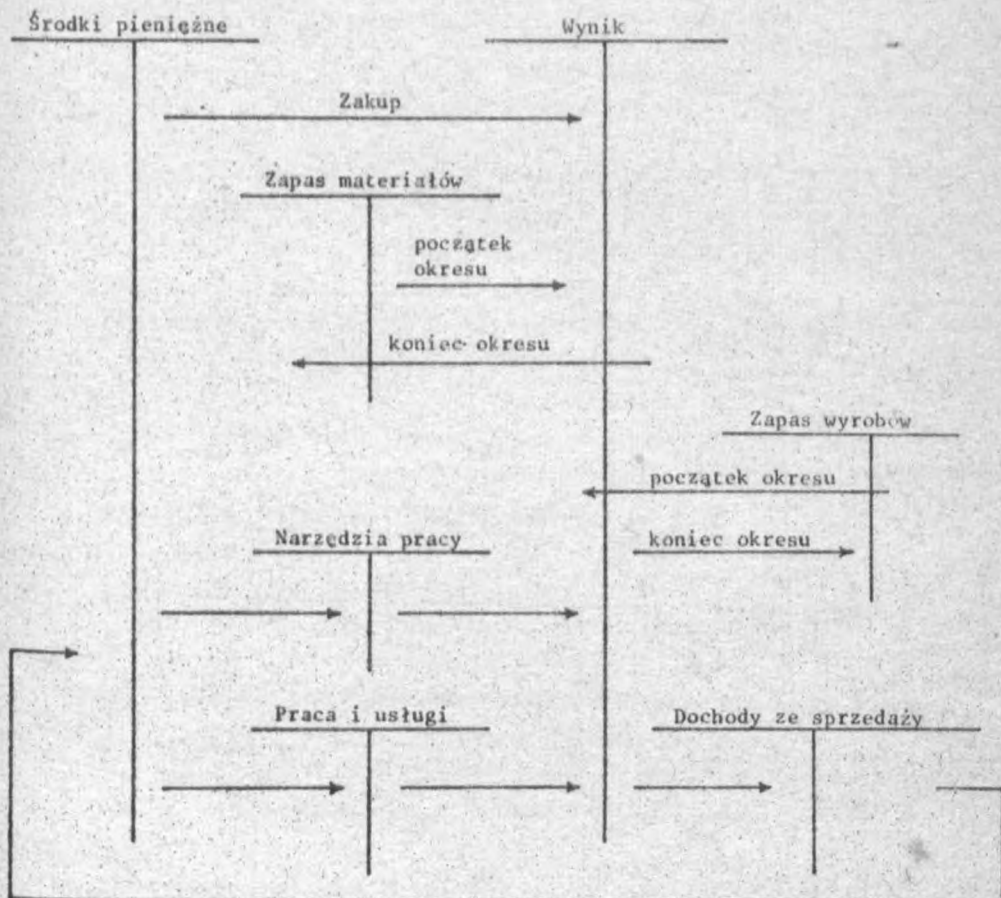 Środki pieniężne
Wynik
Zakup
Zapas materiałów
początek
okresu
koniec okresu
Zapas wyrobów
początek okresu
Narzędzia pracy
koniec okresu
Praca i usługi
Dochody ze sprzedąży